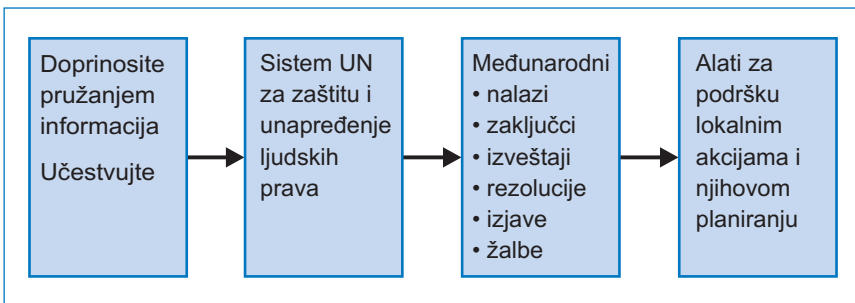 Doprinosite
pružanjem
informacija
Učestvujte
Sistem UN
za zaštitu i
unapređenje
ljudskih
prava
Međunarodni
• nalazi
• zaključci
• izveštaji
• rezolucije
• izjave
• žalbe
Alati za
podršku
lokalnim
akcijama i
njihovom
planiranju